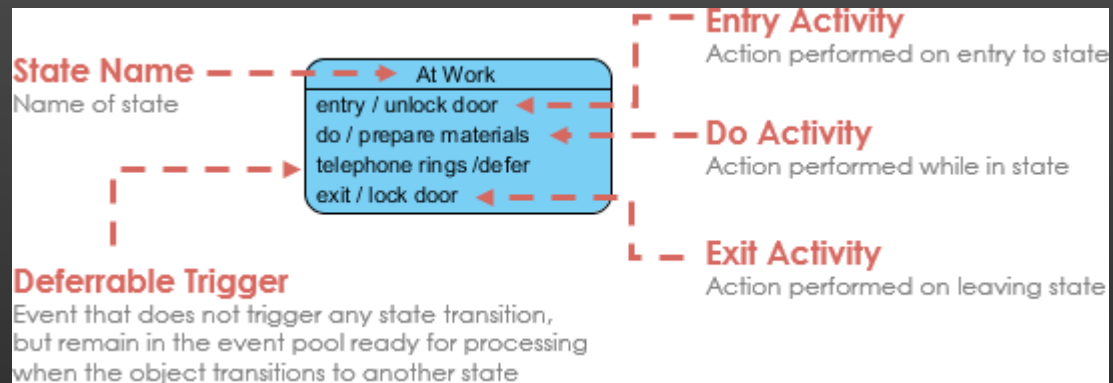 Entry Activity
Action performed on entry to state
State Name
Name of state
At Work
entry / unlock door
do / prepare materials
telephone rings /defer
exit / lock door
Do Activity
Action performed while in state
Exit Activity
Action performed on leaving state
Deferrable Trigger
Event that does not trigger any state transition,
but remain in the event pool ready for processing
when the object transitions to another state